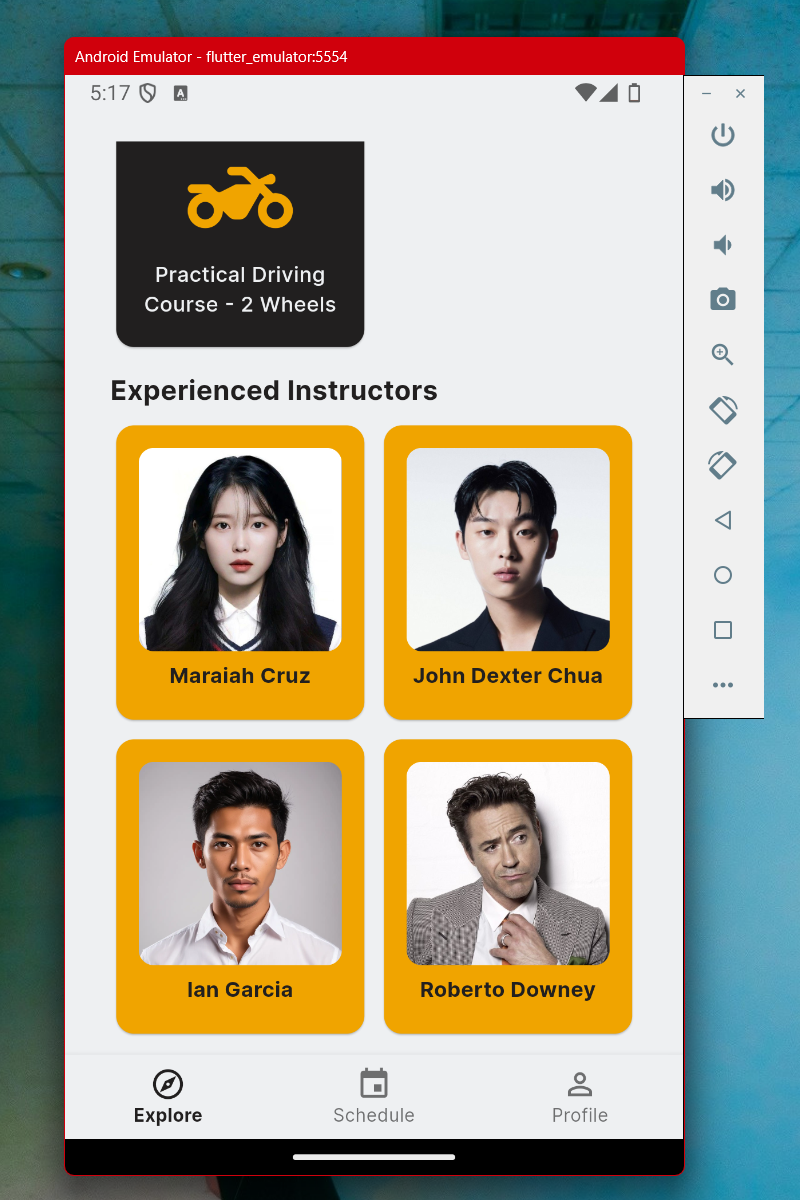 Android Emulator - flutter_emulator:5554
5:17
A
Practical Driving
Course - 2 Wheels
Experienced Instructors
Maraiah Cruz
John Dexter Chua
Ian Garcia
Roberto Downey
Explore
Schedule
Profile